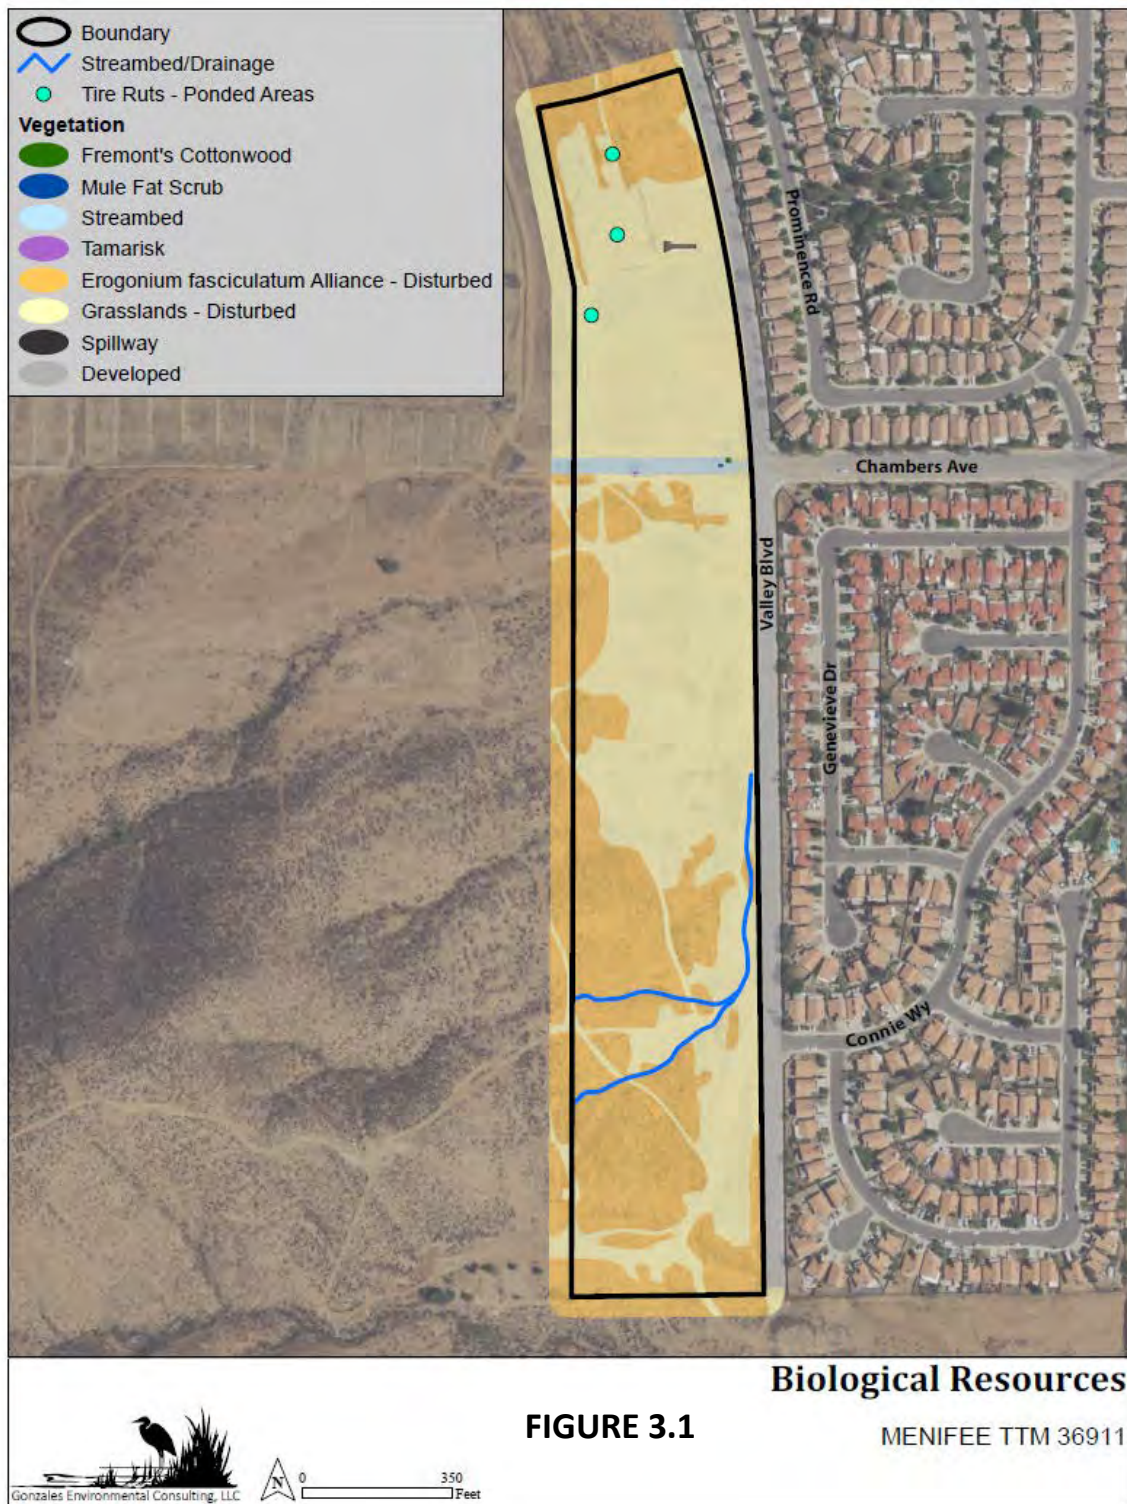 Boundary
Streambed/Drainage
Tire Ruts - Ponded Areas
Vegetation
Fremont's Cottonwood
Mule Fat Scrub
Streambed
Tamarisk
Erogonium fasciculatum Alliance - Disturbed
Grasslands - Disturbed
Spillway
Developed
Prominence Rd
Chambers Ave
Valley Blvd
Genevieve Dr
Connie Wy
Biological Resources
FIGURE 3.1
MENIFEE TTM 36911
Gonzales Environmental Consulting, LLC
N
0 350
Feet